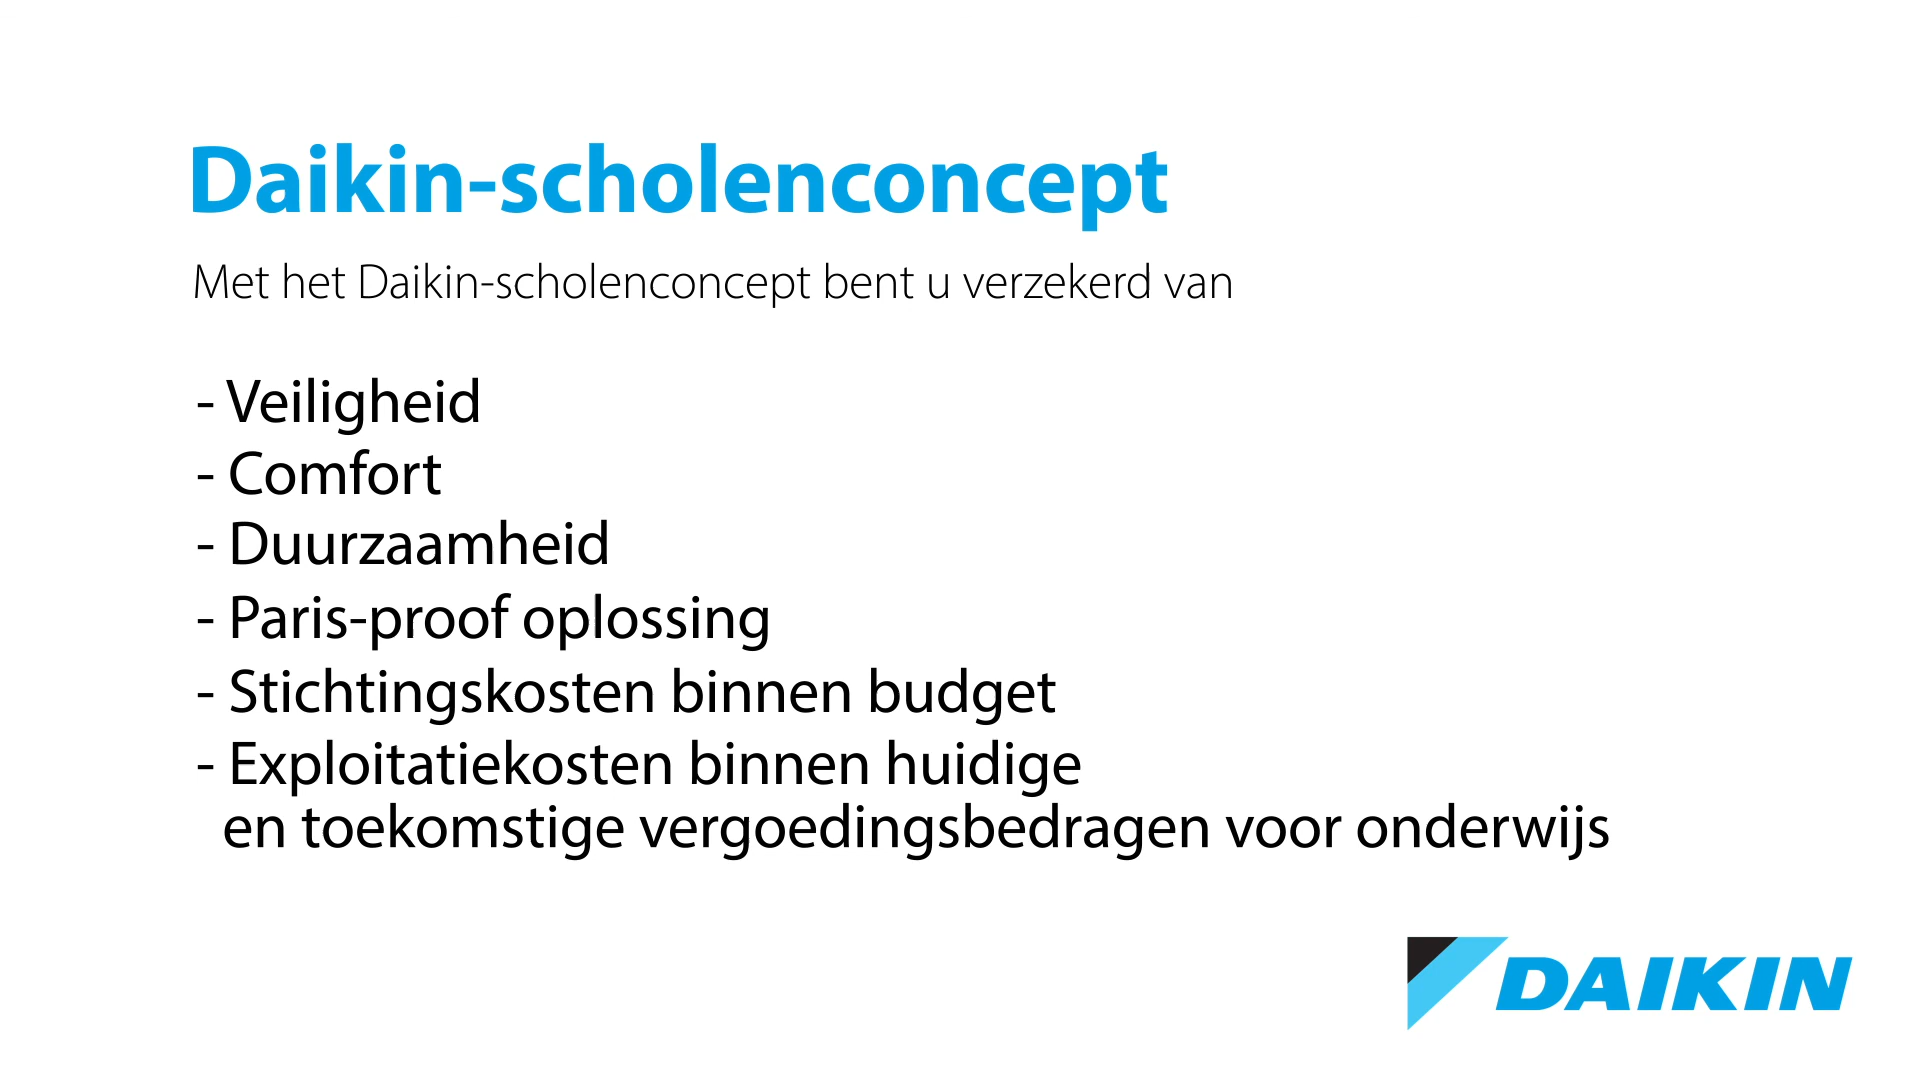 Daikin-scholenconcept
Met het Daikin-scholenconcept bent u verzekerd van
- Veiligheid
- Comfort
- Duurzaamheid
- Paris-proof oplossing
- Stichtingskosten binnen budget
- Exploitatiekosten binnen huidige
en toekomstige vergoedingsbedragen voor onderwijs
DAIKIN